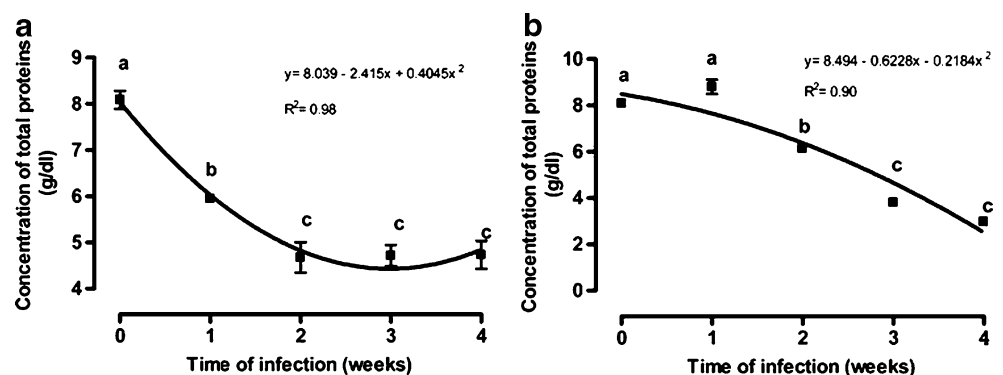 a
Concentration of total proteins
(g/dl)
9
8
7
6
5
4
a
b
c
c
c
y= 8.039 - 2.415x + 0.4045x²
R²= 0.98
0 1 2 3 4
Time of infection (weeks)
b
Concentration of total proteins
(g/dl)
10
8
6
4
2
0
a
a
b
c
c
y= 8.494 - 0.6228x - 0.2184x²
R²= 0.90
0 1 2 3 4
Time of infection (weeks)